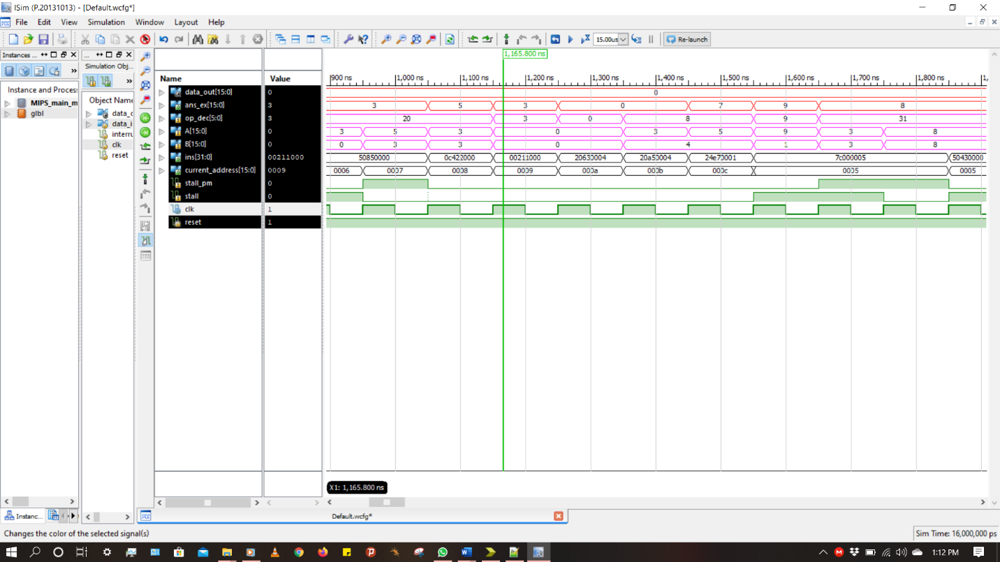 ISim (P.20131013) - [Default.wcfg*]
File Edit View Simulation Window Layout Help
15.00us Re-launch
Instances ... ...
Simulation Obj...
Instance and Process
MIPS_main_m
glbl
Object Name
data_o
data_i
interru
clk
reset
Name Value
data_out[15:0] 0
ans_ex[15:0] 3
op_dec[5:0] 3
A[15:0] 0
B[15:0] 0
ins[31:0] 00211000
current_address[15:0] 0009
stall_pm 0
stall 0
clk 1
reset 1
1,165.800 ns
900 ns 1,000 ns 1,100 ns 1,200 ns 1,300 ns 1,400 ns 1,500 ns 1,600 ns 1,700 ns 1,800 ns 1,
0
3 5 3 0 7 9 8
20 3 0 8 9 31
3 5 3 0 3 5 9 3 8
0 3 3 0 4 1 3 8
50850000 0c422000 00211000 20630004 20a50004 24e70001 7c000005 50430000
0006 0007 0008 0009 000a 000b 000c 0005 0005
X1: 1,165.800 ns
Instanc...
Default.wcfg*
Changes the color of the selected signal(s)
Sim Time: 16,000,000 ps
1:12 PM